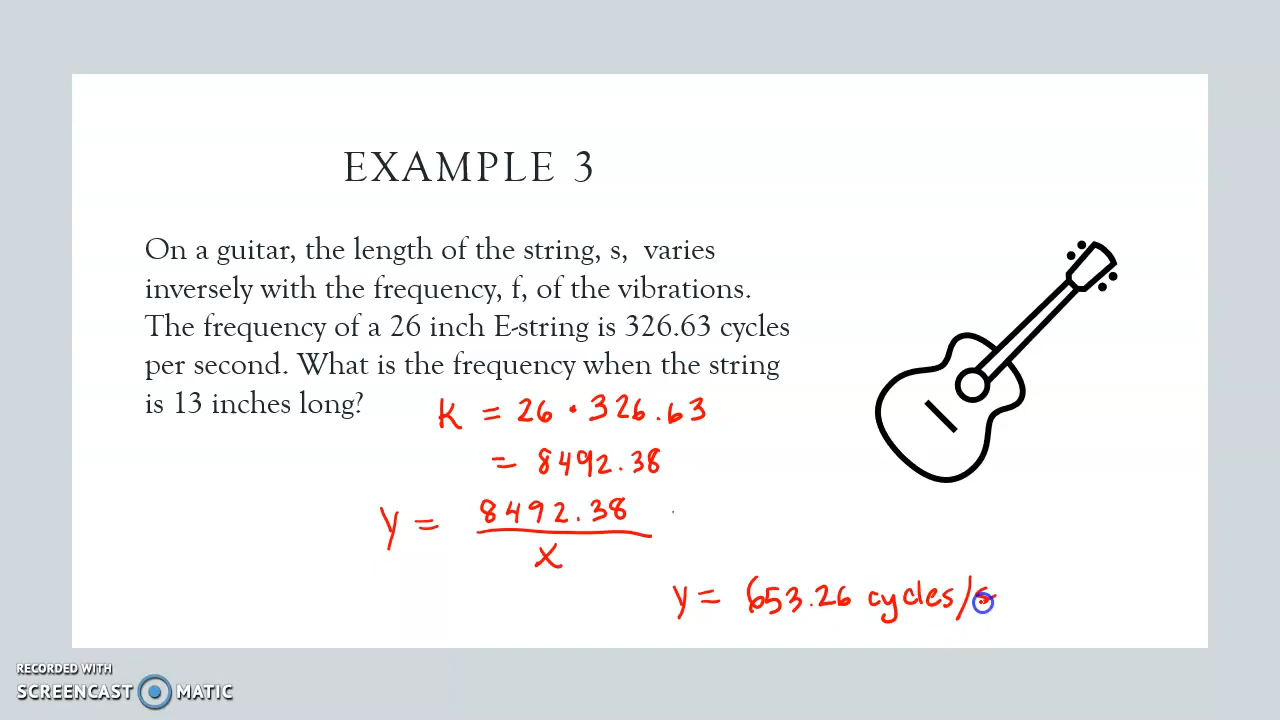 EXAMPLE 3
On a guitar, the length of the string, s, varies
inversely with the frequency, f, of the vibrations.
The frequency of a 26 inch E-string is 326.63 cycles
per second. What is the frequency when the string
is 13 inches long?
K = 26 • 326.63
= 8492.38
y = 8492.38
x
y = 653.26 cycles/s
RECORDED WITH
SCREENCAST MATIC